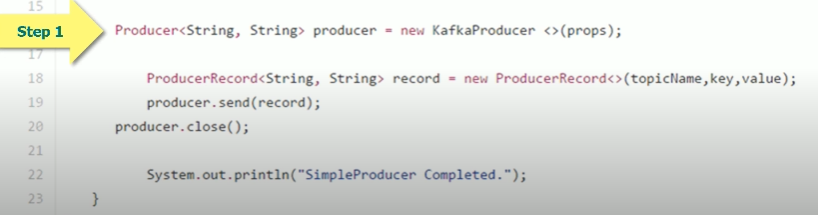 15
Step 1 Producer<String, String> producer = new KafkaProducer <>(props);
17
18 ProducerRecord<String, String> record = new ProducerRecord<>(topicName,key,value);
19 producer.send(record);
20 producer.close();
21
22 System.out.println("SimpleProducer Completed.");
23 }